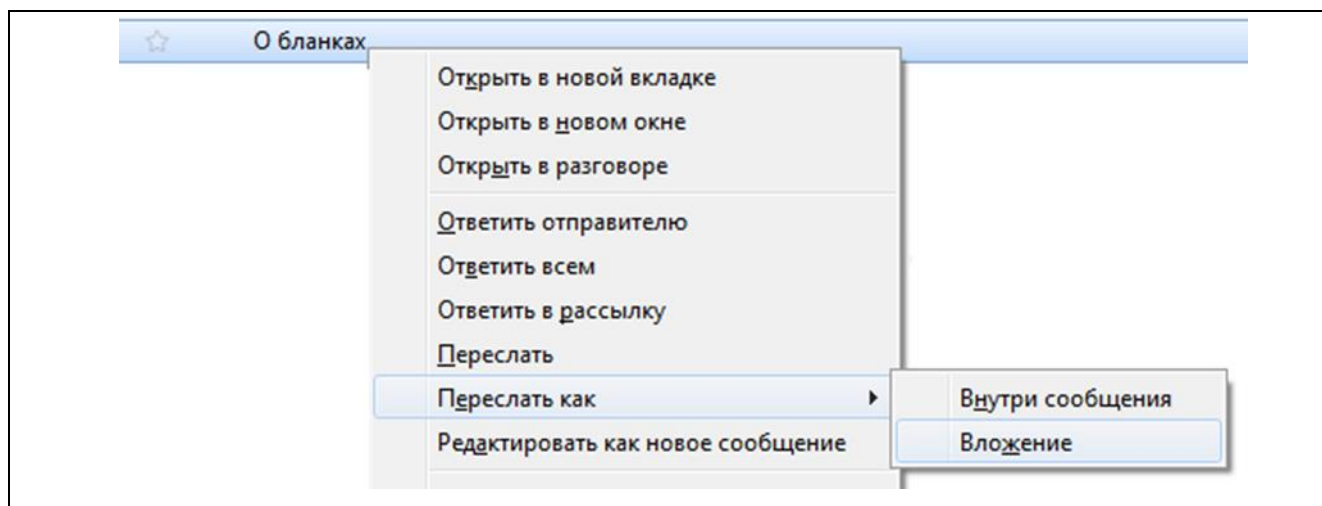 О бланках
Открыть в новой вкладке
Открыть в новом окне
Открыть в разговоре
Ответить отправителю
Ответить всем
Ответить в рассылку
Переслать
Переслать как
Внутри сообщения
Редактировать как новое сообщение
Вложение